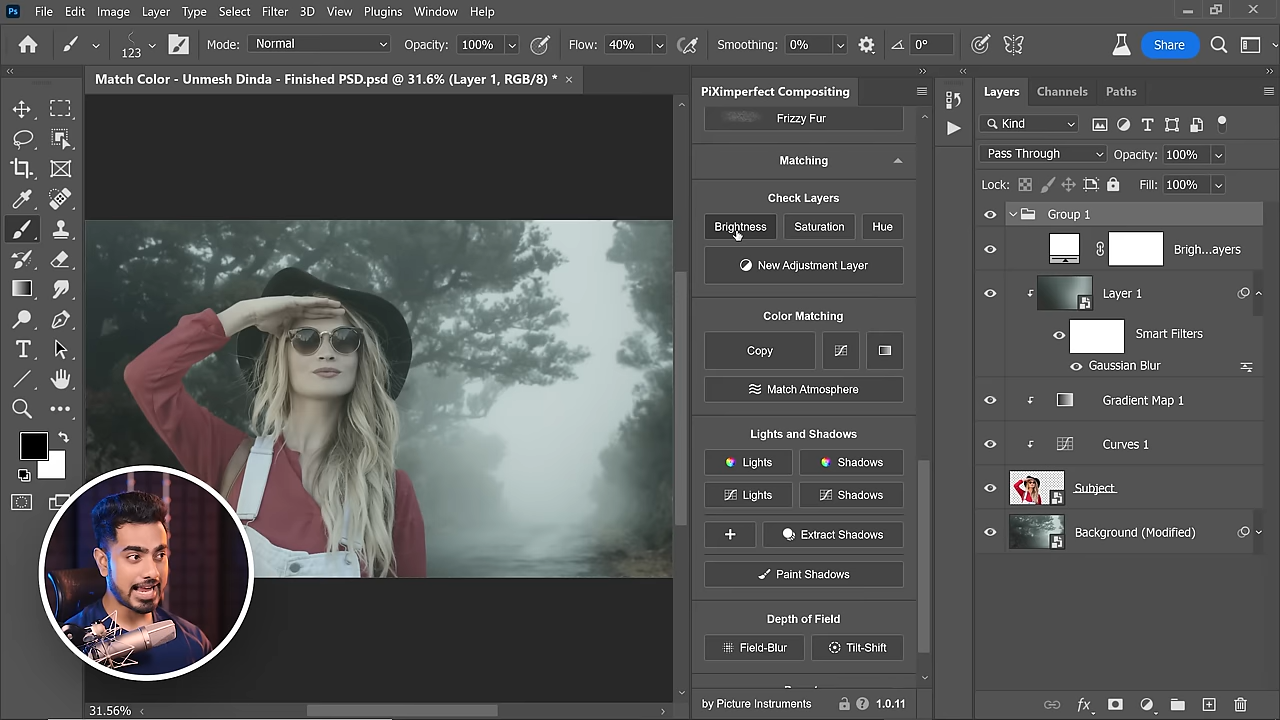 Ps File Edit Image Layer Type Select Filter 3D View Plugins Window Help
123 Mode: Normal Opacity: 100% Flow: 40% Smoothing: 0% 0° Share
Match Color - Unmesh Dinda - Finished PSD.psd @ 31.6% (Layer 1, RGB/8) *
PiXimperfect Compositing
Frizzy Fur
Matching
Check Layers
Brightness Saturation Hue
New Adjustment Layer
Color Matching
Copy
Match Atmosphere
Lights and Shadows
Lights Shadows
Lights Shadows
Extract Shadows
Paint Shadows
Depth of Field
Field-Blur Tilt-Shift
by Picture Instruments 1.0.11
Layers Channels Paths
Kind
Pass Through Opacity: 100%
Lock: Fill: 100%
Group 1
Brigh...ayers
Layer 1
Smart Filters
Gaussian Blur
Gradient Map 1
Curves 1
Subject
Background (Modified)
31.56%